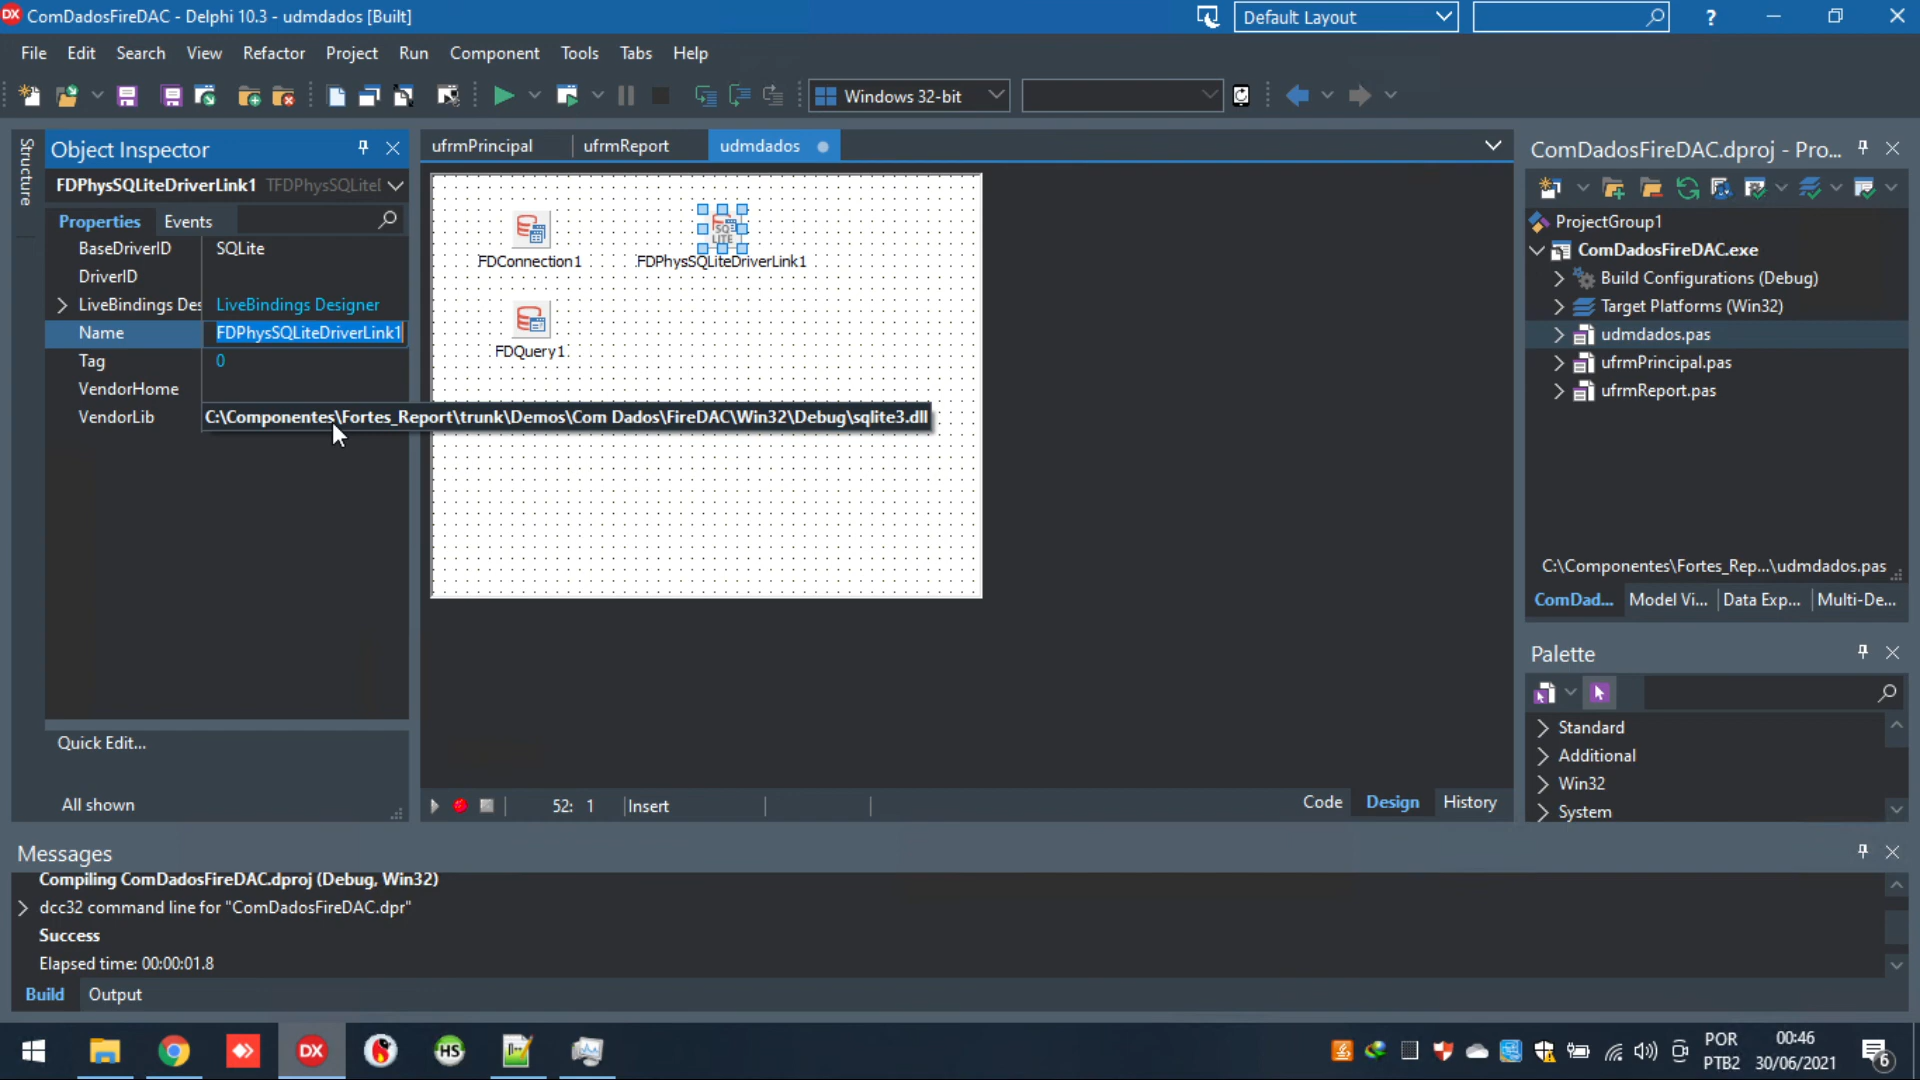 ComDadosFireDAC - Delphi 10.3 - udmdados [Built]
Default Layout
?
File Edit Search View Refactor Project Run Component Tools Tabs Help
Windows 32-bit
Structure
Object Inspector
FDPhysSQLiteDriverLink1 TFDPhysSQLitel
Properties Events
BaseDriverID SQLite
DriverID
LiveBindings Des LiveBindings Designer
Name FDPhysSQLiteDriverLink1
Tag 0
VendorHome
VendorLib C:\Componentes\Fortes_Report\trunk\Demos\Com Dados\FireDAC\Win32\Debug\sqlite3.dll
Quick Edit...
All shown
ufrmPrincipal ufrmReport udmdados
FDConnection1
SQ
LITE
FDPhysSQLiteDriverLink1
FDQuery1
52: 1 Insert
Code Design History
ComDadosFireDAC.dproj - Pro...
ProjectGroup1
ComDadosFireDAC.exe
Build Configurations (Debug)
Target Platforms (Win32)
udmdados.pas
ufrmPrincipal.pas
ufrmReport.pas
C:\Componentes\Fortes_Rep...\udmdados.pas
ComDad... Model Vi... Data Exp... Multi-De...
Palette
Standard
Additional
Win32
System
Messages
Compiling ComDadosFireDAC.dproj (Debug, Win32)
dcc32 command line for "ComDadosFireDAC.dpr"
Success
Elapsed time: 00:00:01.8
Build Output
DX
HS
POR
PTB2
00:46
30/06/2021
6